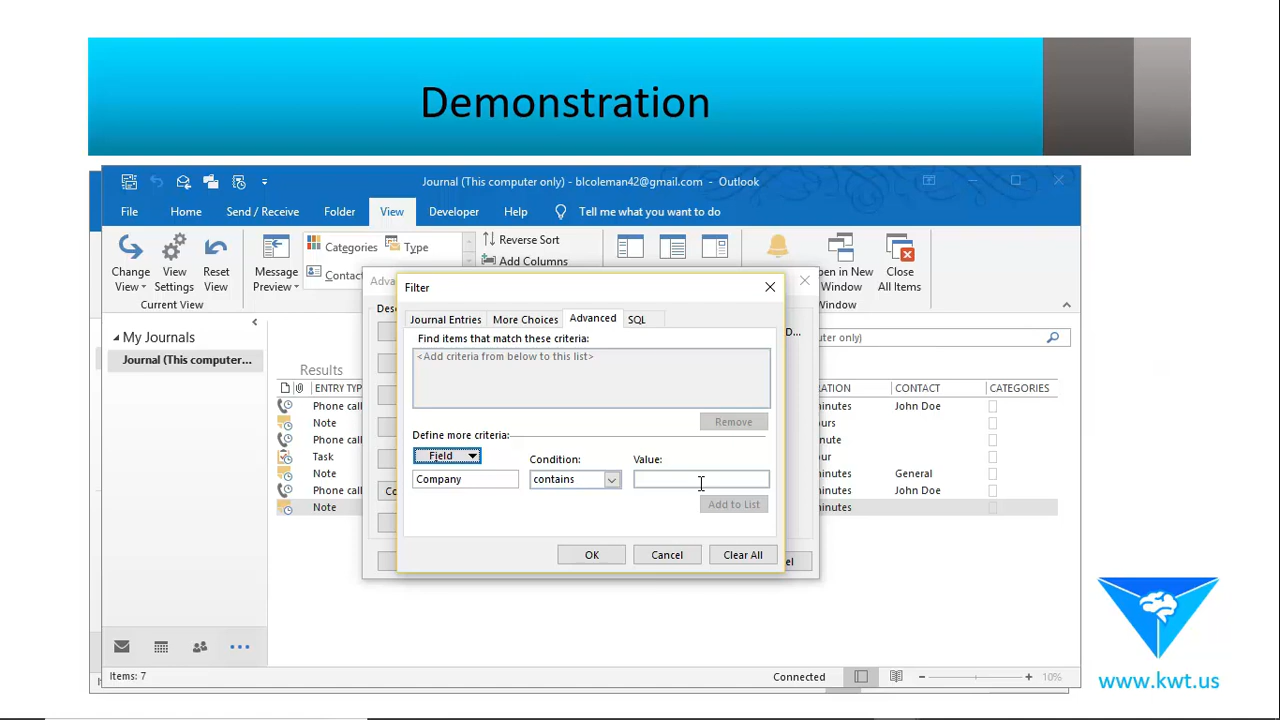 Demonstration
Journal (This computer only) - blcoleman42@gmail.com - Outlook
File Home Send / Receive Folder View Developer Help Tell me what you want to do
Change View
View Settings
Reset View
Current View
Message Preview
Categories Type
Contact
Reverse Sort
Add Columns
Open in New Window
Close All Items
Window
My Journals
Journal (This computer...
Results
ENTRY TYP
CONTACT
CATEGORIES
Phone call
John Doe
Note
Phone call
Task
Note
General
Phone call
John Doe
Note
Filter
Journal Entries More Choices Advanced SQL
Find items that match these criteria:
<Add criteria from below to this list>
Remove
Define more criteria:
Field
Condition:
Value:
Company
contains
Add to List
OK Cancel Clear All
Items: 7
Connected
10%
www.kwt.us